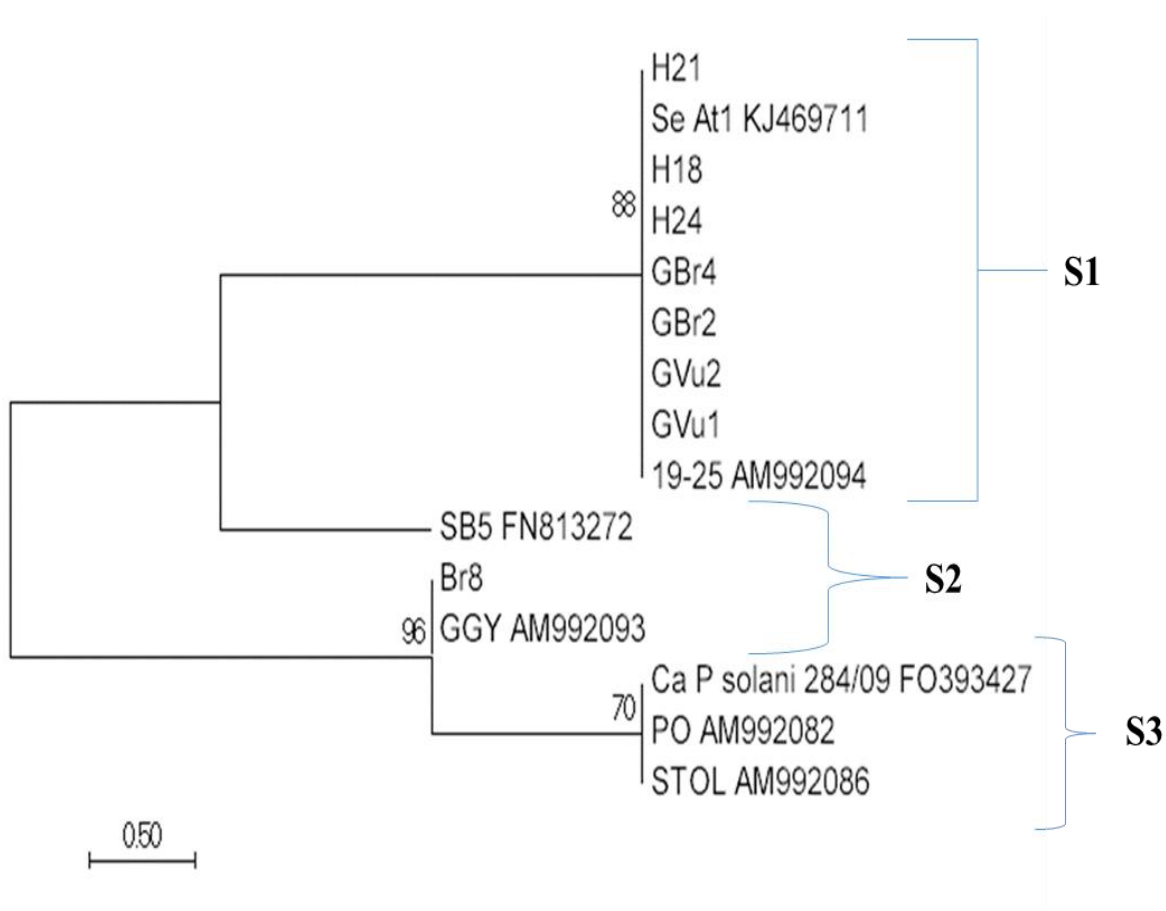 H21
Se At1 KJ469711
H18
88
H24
GBr4
S1
GBr2
GVu2
GVu1
19-25 AM992094
SB5 FN813272
Br8
S2
96
GGY AM992093
Ca P solani 284/09 FO393427
70
PO AM992082
S3
STOL AM992086
0.50